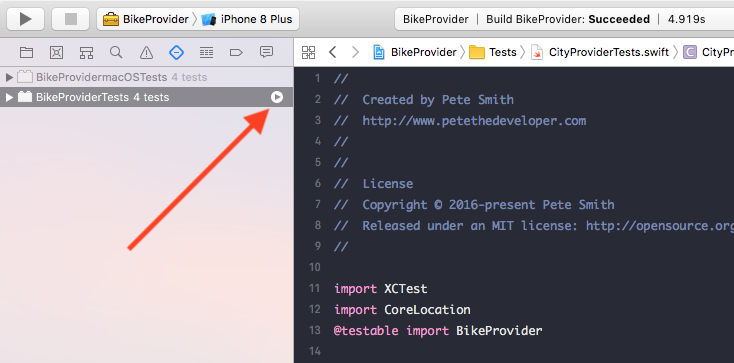 BikeProvider iPhone 8 Plus
BikeProvider | Build BikeProvider: Succeeded | 4.919s
BikeProvider Tests CityProviderTests.swift C CityPr
BikeProvidermacOSTests 4 tests
BikeProviderTests 4 tests
1 //
2 // Created by Pete Smith
3 // http://www.petethedeveloper.com
4 //
5 //
6 // License
7 // Copyright © 2016-present Pete Smith
8 // Released under an MIT license: http://opensource.org
9 //
10
11 import XCTest
12 import CoreLocation
13 @testable import BikeProvider
14